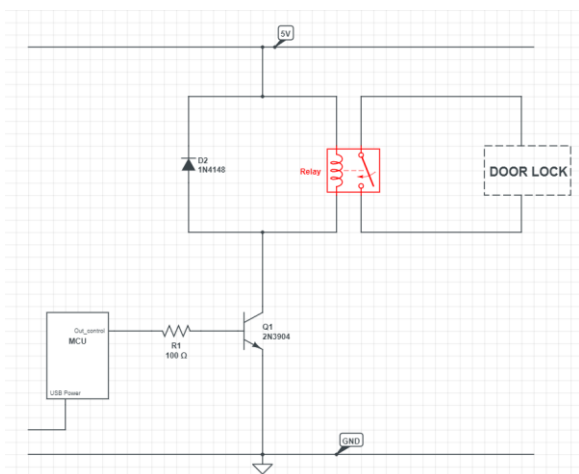 5V
D2
1N4148
Relay
DOOR LOCK
Out_control
MCU
R1
100 Ω
Q1
2N3904
USB Power
GND